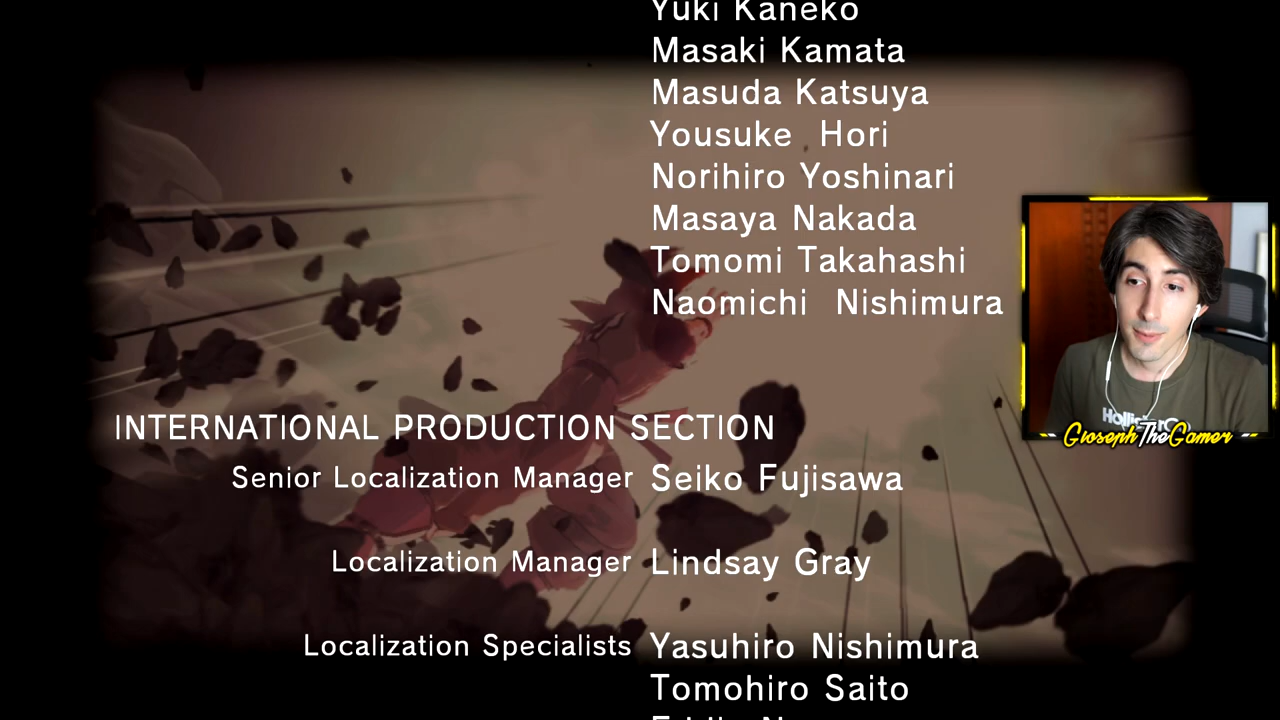 Yuki Kaneko
Masaki Kamata
Masuda Katsuya
Yousuke Hori
Norihiro Yoshinari
Masaya Nakada
Tomomi Takahashi
Naomichi Nishimura
INTERNATIONAL PRODUCTION SECTION
Senior Localization Manager Seiko Fujisawa
Localization Manager Lindsay Gray
Localization Specialists Yasuhiro Nishimura
Tomohiro Saito
GiosephTheGamer